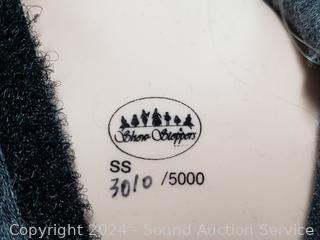 Show Stoppers
SS
3010 /5000
Copyright 2024 - Sound Auction Service